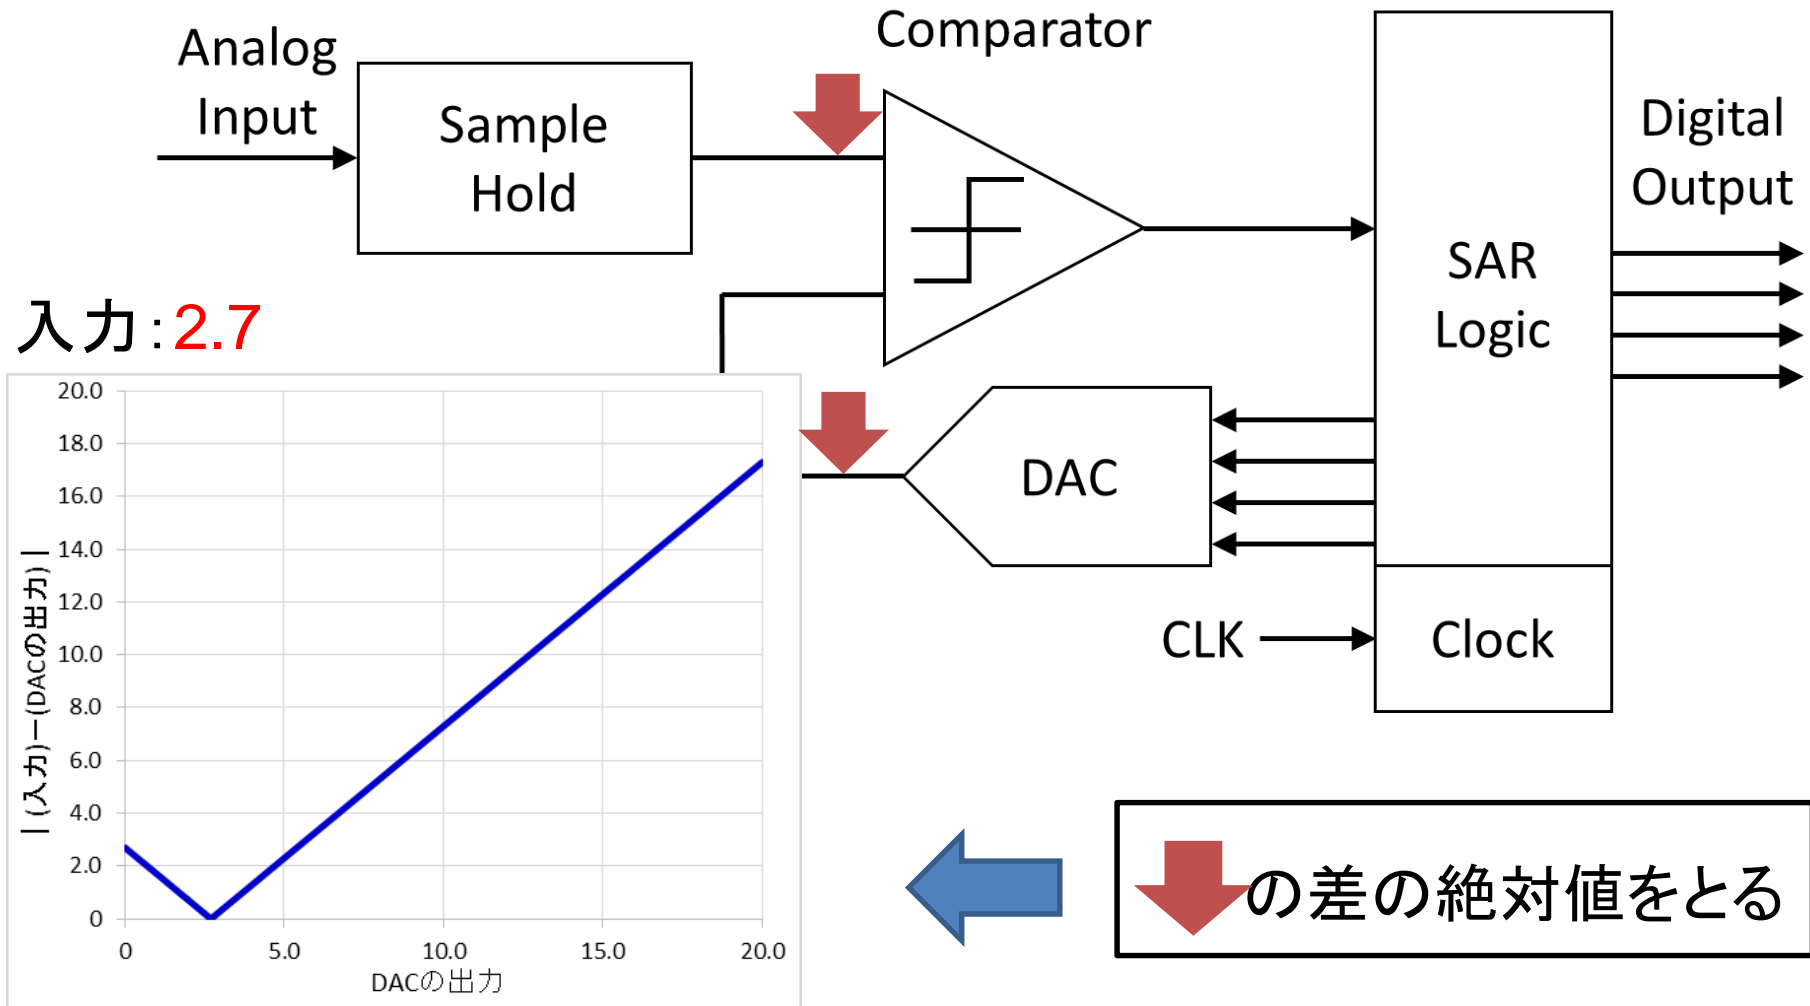 Analog
Input
Sample
Hold
Comparator
SAR
Logic
Digital
Output
入力:2.7
DAC
CLK
Clock
|(入力)ー(DACの出力)|
20.0
18.0
16.0
14.0
12.0
10.0
8.0
6.0
4.0
2.0
0
0
5.0
10.0
15.0
20.0
DACの出力
の差の絶対値をとる